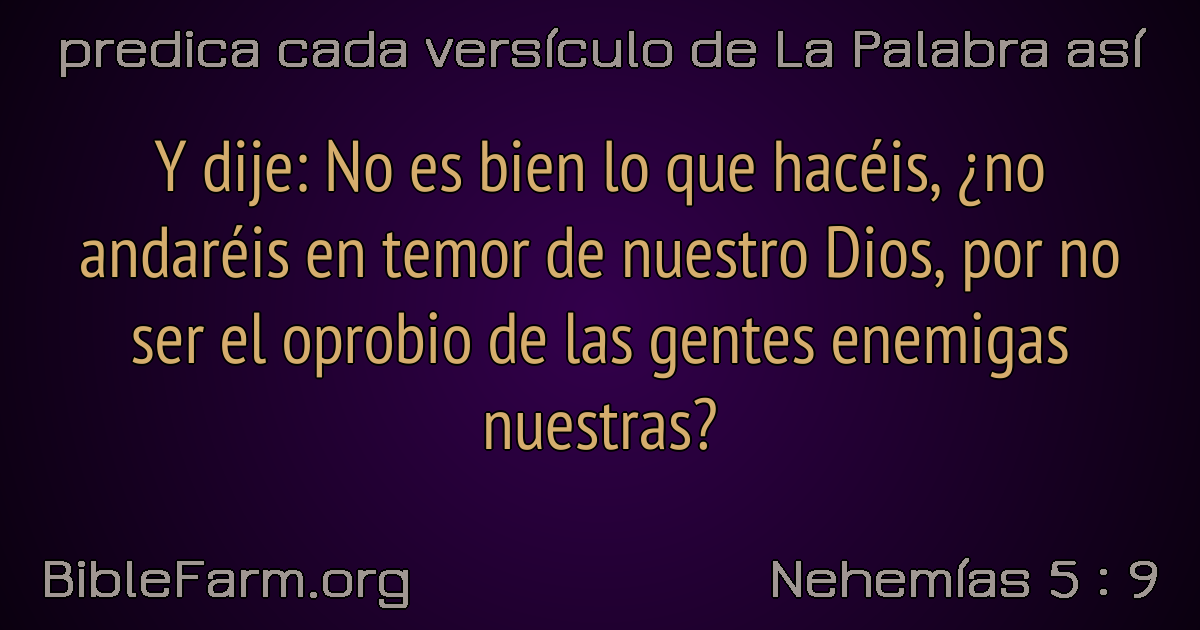 predica cada versículo de La Palabra así
Y dije: No es bien lo que hacéis, ¿no
andaréis en temor de nuestro Dios, por no
ser el oprobio de las gentes enemigas
nuestras?
BibleFarm.org
Nehemías 5 : 9